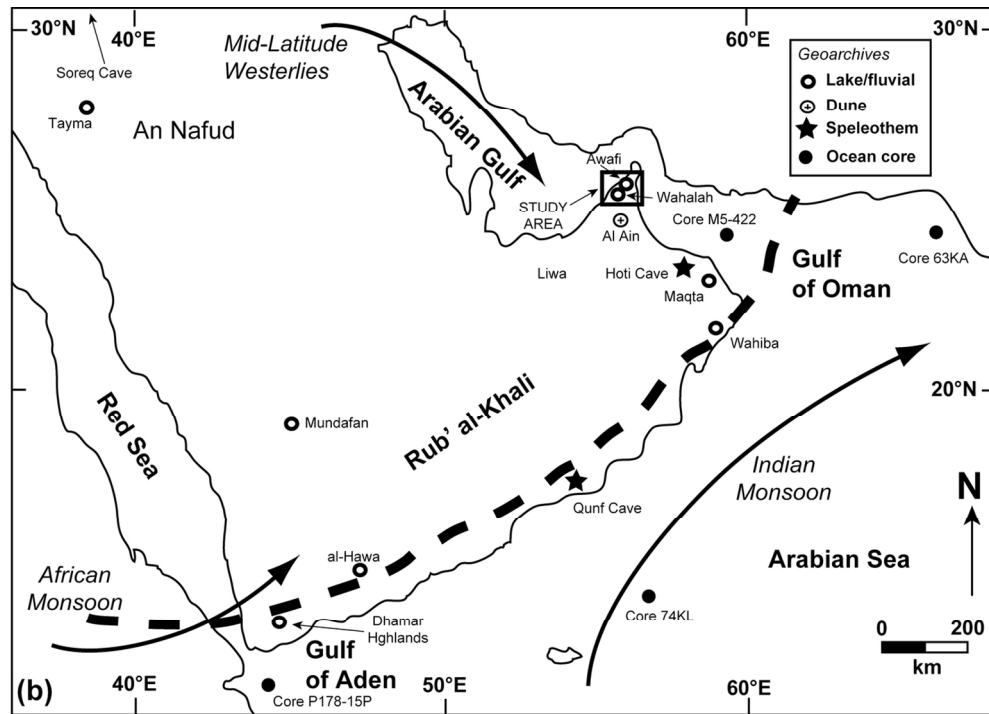 30°N
40°E
60°E
30°N
Soreq Cave
Mid-Latitude
Westerlies
Geoarchives
Lake/fluvial
Dune
Speleothem
Ocean core
Tayma
An Nafud
Arabian Gulf
Awafi
STUDY
AREA
Wahalah
Al Ain
Core M5-422
Core 63KA
Gulf
of Oman
Liwa
Hoti Cave
Maqta
Wahiba
20°N
Red Sea
Mundafan
Rub' al-Khali
Indian
Monsoon
N
Qunf Cave
al-Hawa
Arabian Sea
African
Monsoon
Dhamar
Hghlands
Core 74KL
0 200
km
Gulf
of Aden
(b)
Core P178-15P
40°E
50°E
60°E